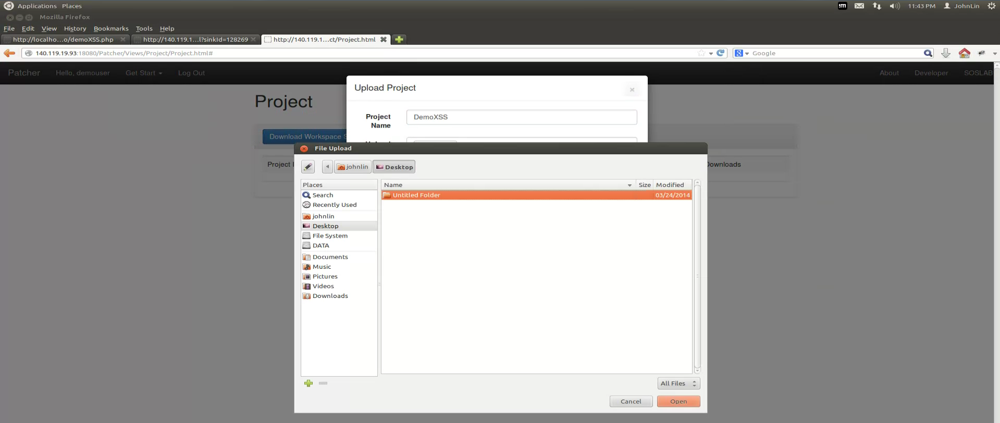 Applications Places
11:43 PM JohnLin
Mozilla Firefox
File Edit View History Bookmarks Tools Help
http://localho...o/demoXSS.php http://140.119.1...l?sinkId=128269 http://140.119.1...ct/Project.html
140.119.19.93:18080/Patcher/Views/Project/Project.html# Google
Patcher Hello, demouser Get Start Log Out About Developer SOSLAB
Upload Project
Project
Project Name DemoXSS
Download Workspace S
File Upload
johnlin Desktop
Project
Downloads
Places
Search
Recently Used
johnlin
Desktop
File System
DATA
Documents
Music
Pictures
Videos
Downloads
Name Size Modified
Untitled Folder 03/24/2014
All Files
Cancel Open